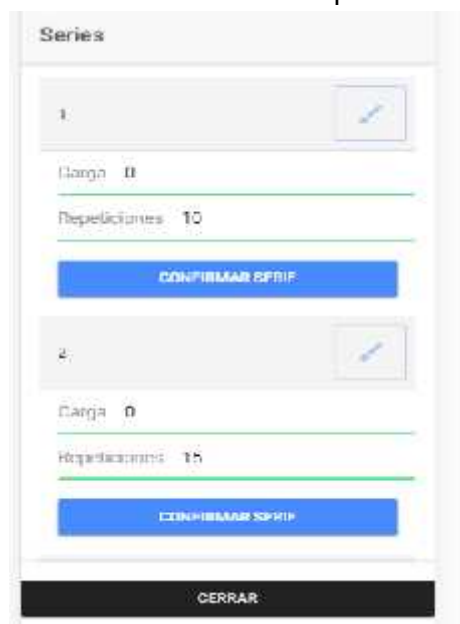 Series
1
Carga 0
Repeticiones 10
CONFIRMAR SERIE
2
Carga 0
Repeticiones 15
CONFIRMAR SERIE
CERRAR